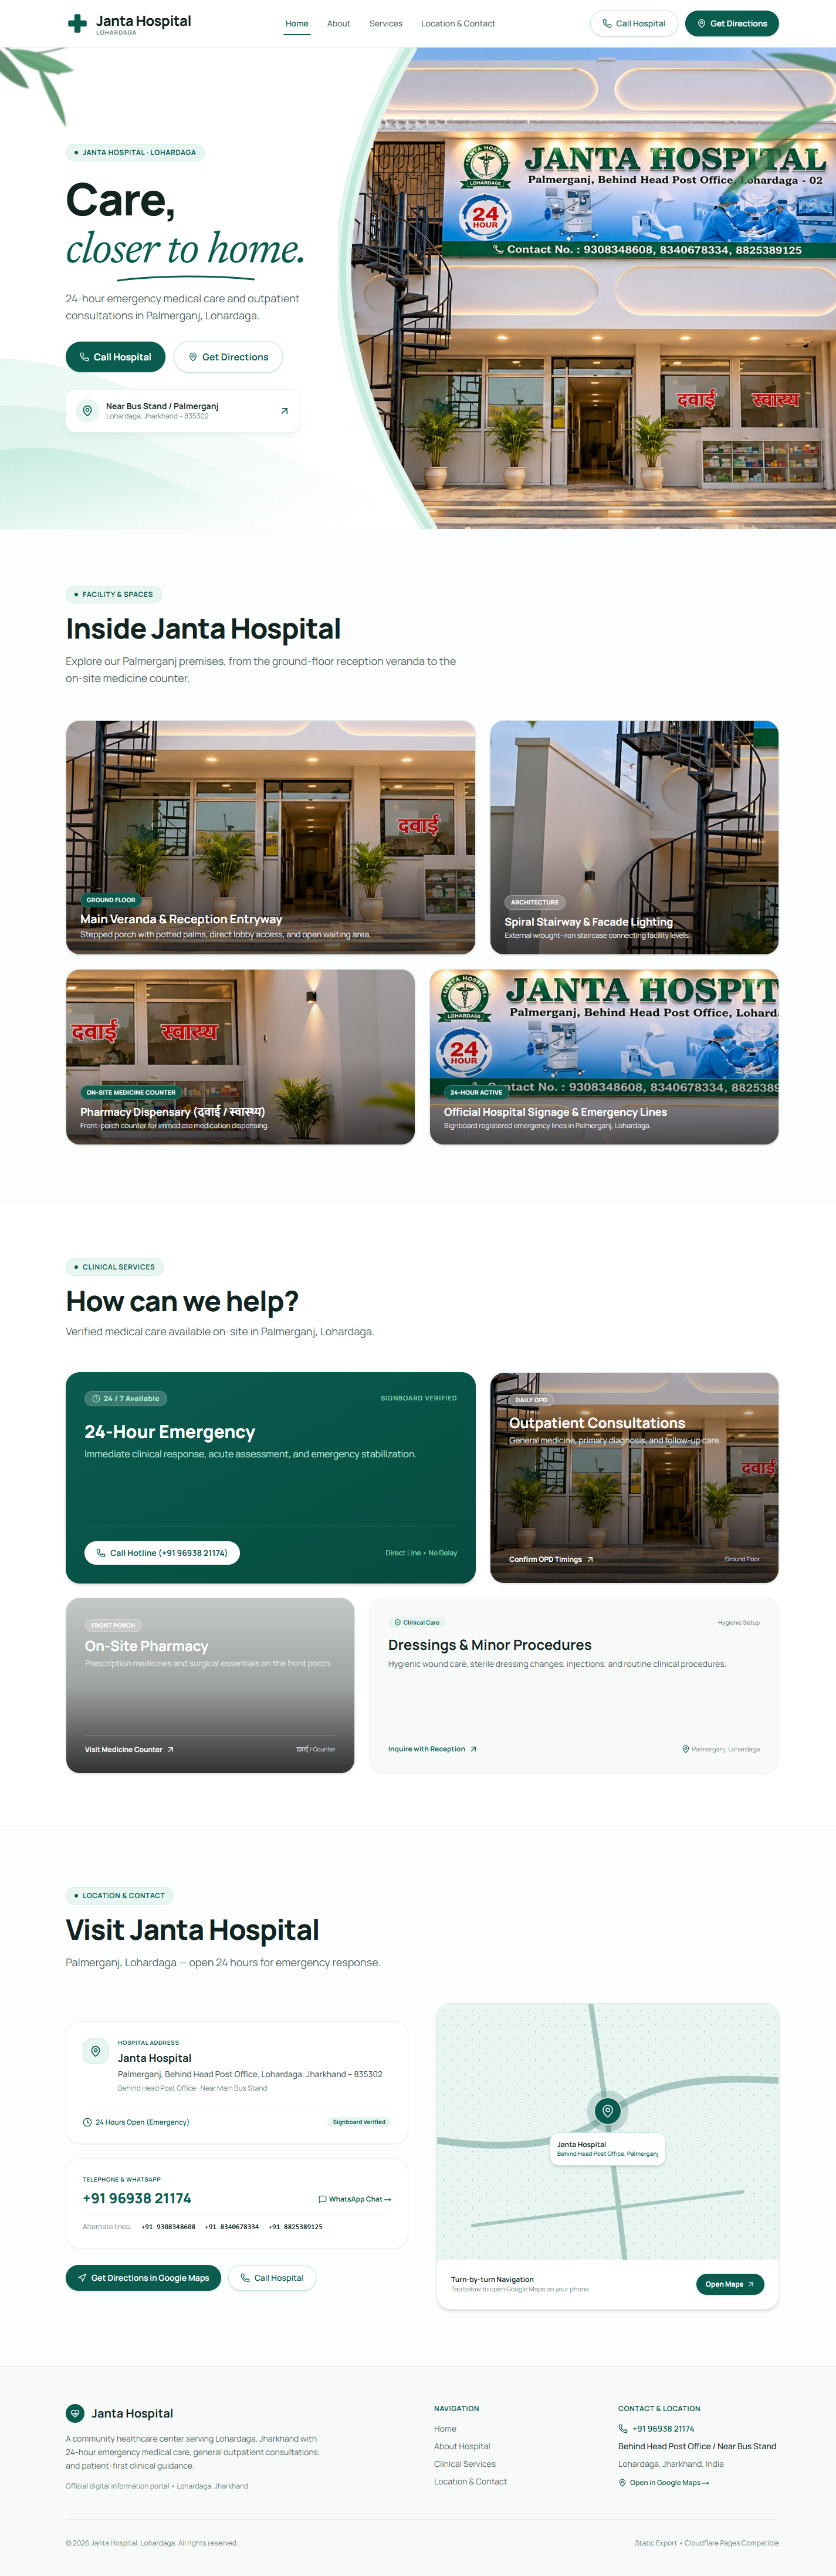 Janta Hospital
LOHARDAGA
Home
About
Services
Location & Contact
Call Hospital
Get Directions
JANTA HOSPITAL · LOHARDAGA
Care,
closer to home.
24-hour emergency medical care and outpatient
consultations in Palmerganj, Lohardaga.
Call Hospital
Get Directions
Near Bus Stand / Palmerganj
Lohardaga, Jharkhand – 835302
JANTA HOSPITAL
LOHARDAGA
Palmerganj, Behind Head Post Office, Lohardaga - 02
24
HOUR
Contact No. : 9308348608, 8340678334, 8825389125
दवाई
स्वास्थ्य
FACILITY & SPACES
Inside Janta Hospital
Explore our Palmerganj premises, from the ground-floor reception veranda to the
on-site medicine counter.
दवाई
GROUND FLOOR
Main Veranda & Reception Entryway
Stepped porch with potted palms, direct lobby access, and open waiting area.
ARCHITECTURE
Spiral Stairway & Facade Lighting
External wrought-iron staircase connecting facility levels.
दवाई
स्वास्थ्य
ON-SITE MEDICINE COUNTER
Pharmacy Dispensary (दवाई / स्वास्थ्य)
Front-porch counter for immediate medication dispensing.
JANTA HOSPIT
LOHARDAGA
Palmerganj, Behind Head Post Office, Lohard
24
HOUR
ntact No. : 9308348608, 8340678334, 882538
24-HOUR ACTIVE
Official Hospital Signage & Emergency Lines
Signboard registered emergency lines in Palmerganj, Lohardaga.
CLINICAL SERVICES
How can we help?
Verified medical care available on-site in Palmerganj, Lohardaga.
24 / 7 Available
SIGNBOARD VERIFIED
24-Hour Emergency
Immediate clinical response, acute assessment, and emergency stabilization.
Call Hotline (+91 96938 21174)
Direct Line • No Delay
DAILY OPD
Outpatient Consultations
General medicine, primary diagnosis, and follow-up care.
दवाई
Confirm OPD Timings
Ground Floor
FRONT PORCH
On-Site Pharmacy
Prescription medicines and surgical essentials on the front porch.
Visit Medicine Counter
दवाई / Counter
Clinical Care
Hygienic Setup
Dressings & Minor Procedures
Hygienic wound care, sterile dressing changes, injections, and routine clinical procedures.
Inquire with Reception
Palmerganj, Lohardaga
LOCATION & CONTACT
Visit Janta Hospital
Palmerganj, Lohardaga — open 24 hours for emergency response.
HOSPITAL ADDRESS
Janta Hospital
Palmerganj, Behind Head Post Office, Lohardaga, Jharkhand – 835302
Behind Head Post Office · Near Main Bus Stand
24 Hours Open (Emergency)
Signboard Verified
TELEPHONE & WHATSAPP
+91 96938 21174
WhatsApp Chat →
Alternate lines: +91 9308348608 +91 8340678334 +91 8825389125
Get Directions in Google Maps
Call Hospital
Janta Hospital
Behind Head Post Office, Palmerganj
Turn-by-turn Navigation
Tap below to open Google Maps on your phone
Open Maps
Janta Hospital
A community healthcare center serving Lohardaga, Jharkhand with
24-hour emergency medical care, general outpatient consultations,
and patient-first clinical guidance.
Official digital information portal • Lohardaga, Jharkhand
NAVIGATION
Home
About Hospital
Clinical Services
Location & Contact
CONTACT & LOCATION
+91 96938 21174
Behind Head Post Office / Near Bus Stand
Lohardaga, Jharkhand, India
Open in Google Maps →
© 2026 Janta Hospital, Lohardaga. All rights reserved.
Static Export • Cloudflare Pages Compatible